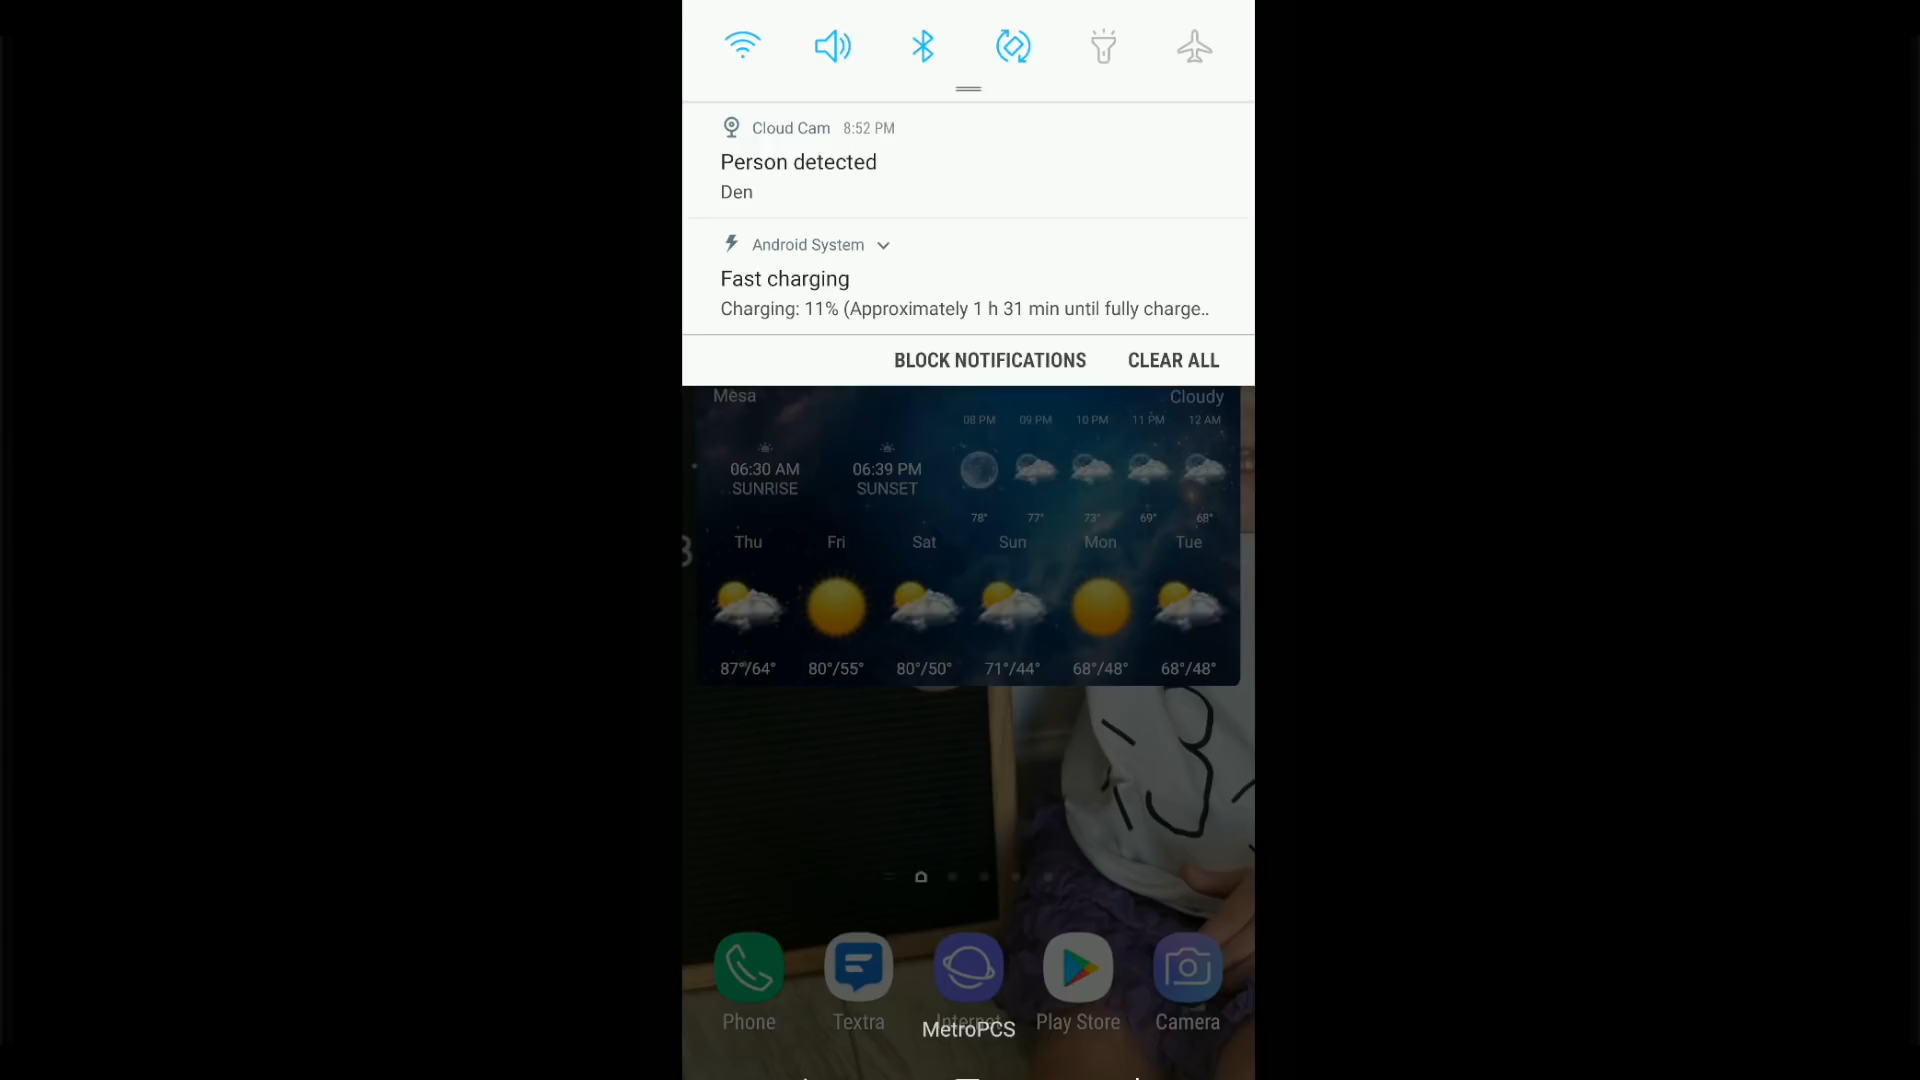 Cloud Cam 8:52 PM
Person detected
Den
Android System
Fast charging
Charging: 11% (Approximately 1 h 31 min until fully charge..
BLOCK NOTIFICATIONS CLEAR ALL
Mesa Cloudy
08 PM 09 PM 10 PM 11 PM 12 AM
06:30 AM 06:39 PM
SUNRISE SUNSET
78° 77° 73° 69° 68°
Thu Fri Sat Sun Mon Tue
87°/64° 80°/55° 80°/50° 71°/44° 68°/48° 68°/48°
Phone Textra Internet Play Store Camera
MetroPCS